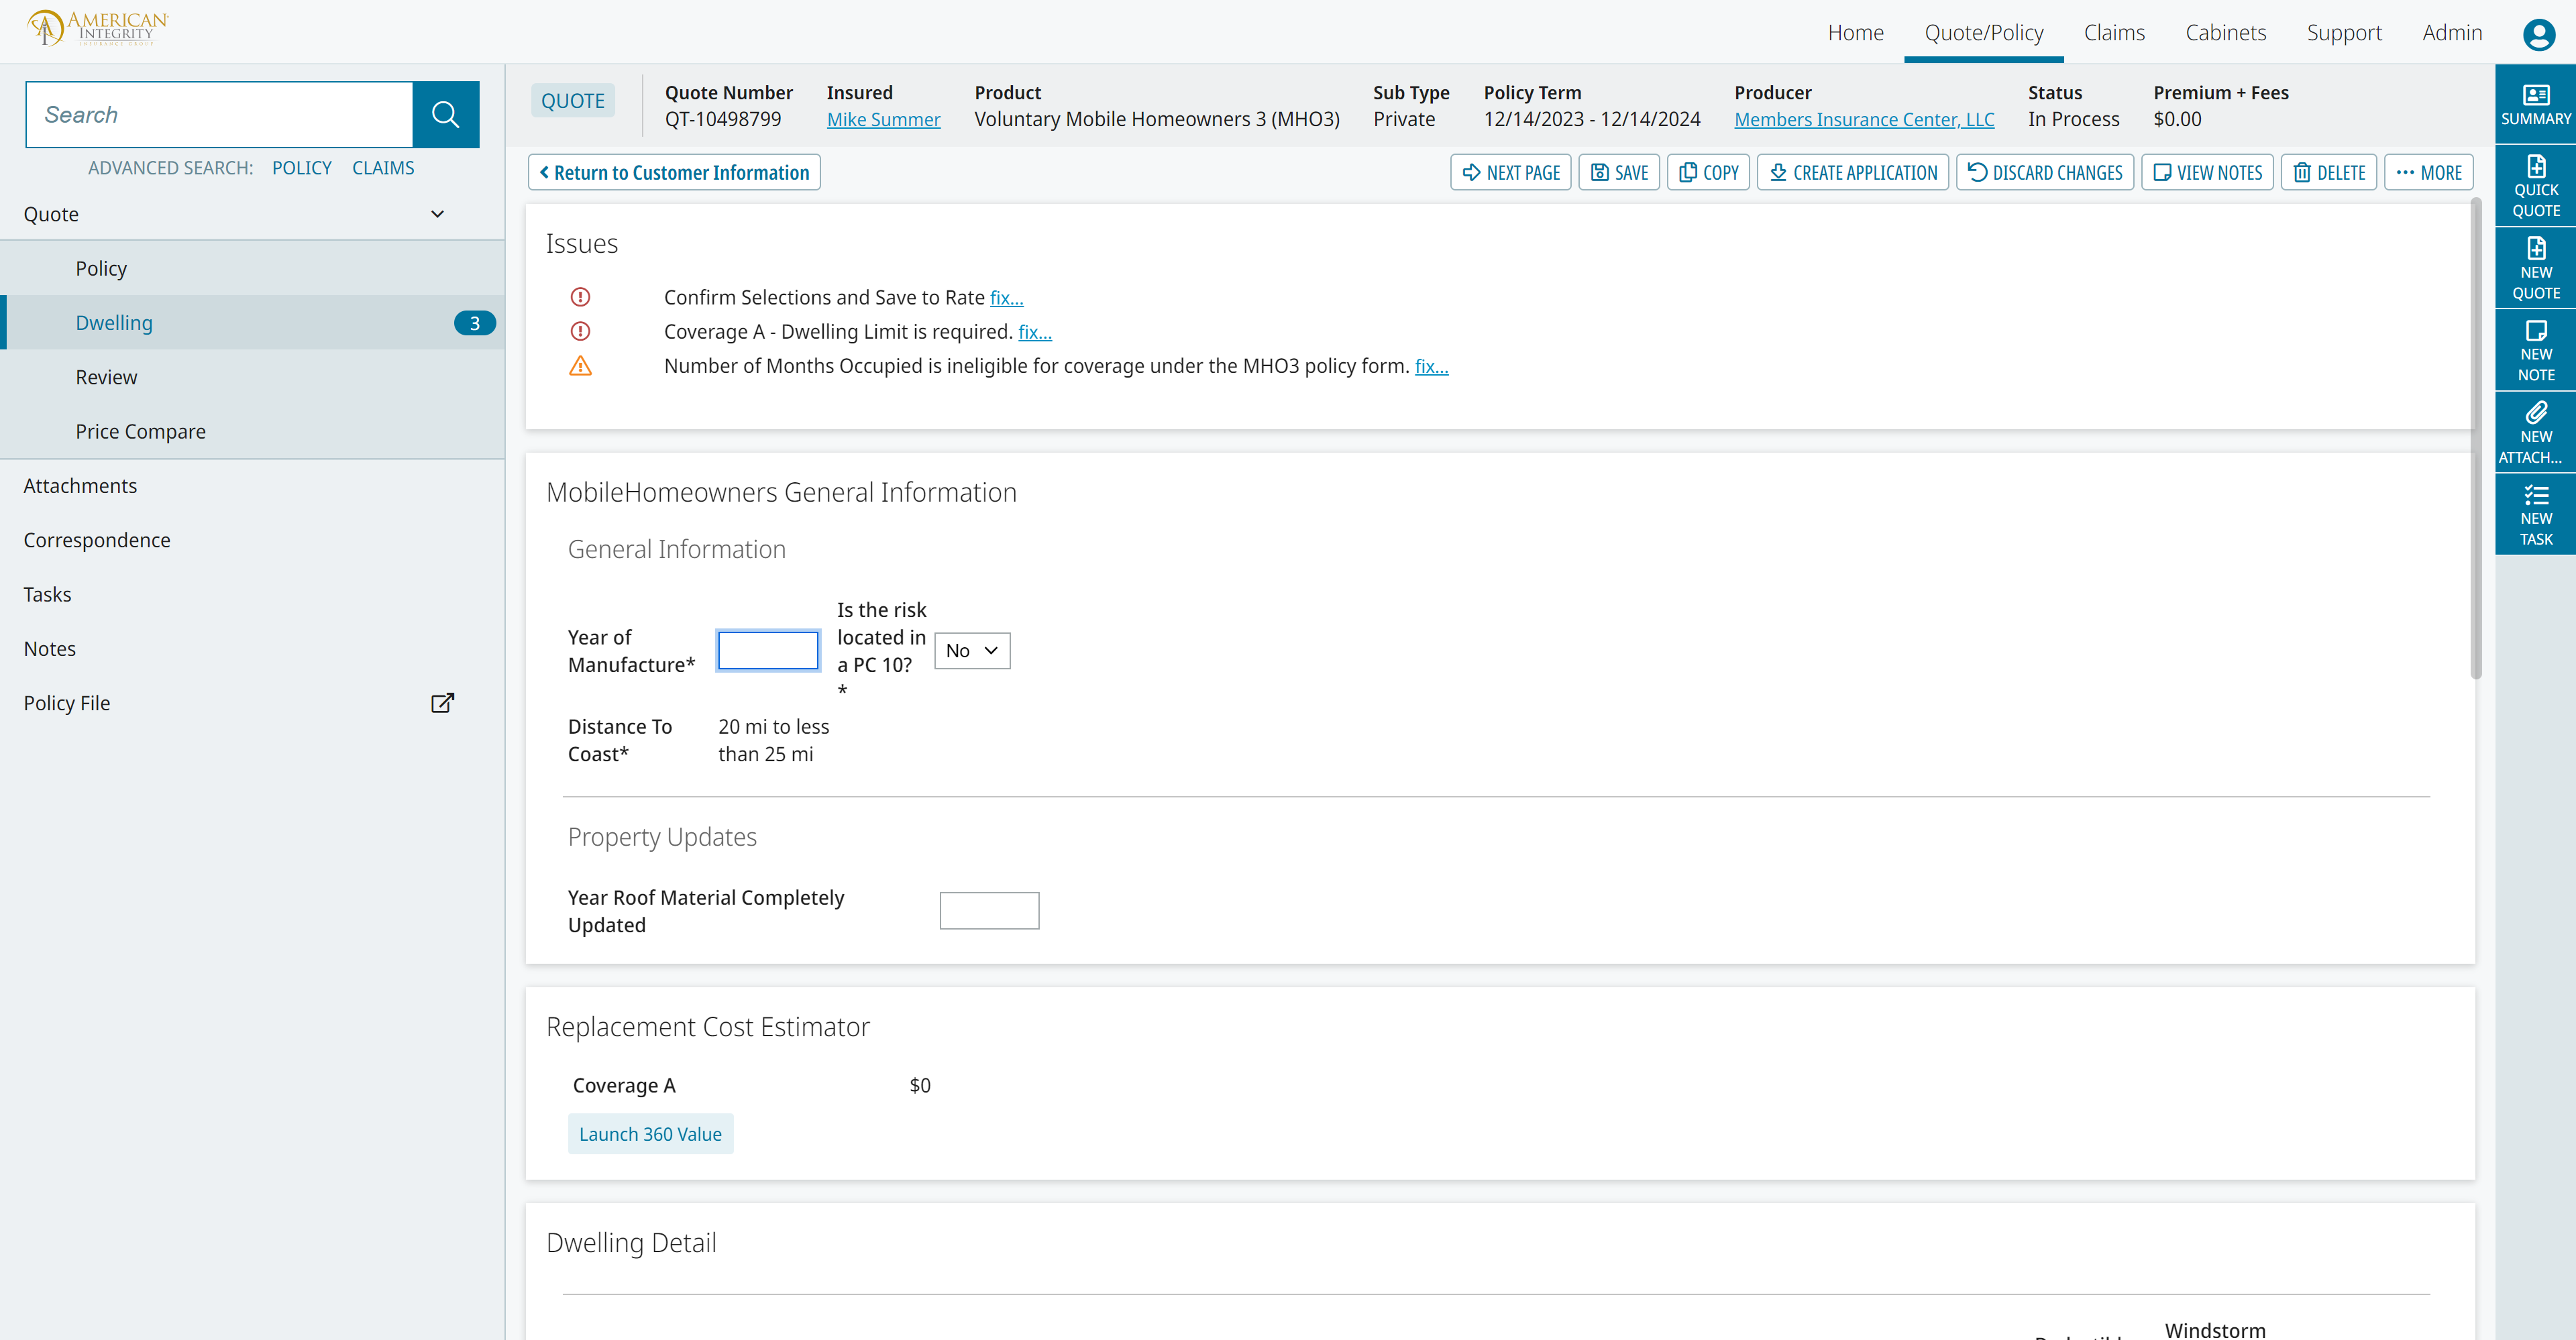 AMERICAN
INTEGRITY
INSURANCE GROUP
Home
Quote/Policy
Claims
Cabinets
Support
Admin
Search
ADVANCED SEARCH: POLICY CLAIMS
Quote
Policy
Dwelling 3
Review
Price Compare
Attachments
Correspondence
Tasks
Notes
Policy File
QUOTE
Quote Number
QT-10498799
Insured
Mike Summer
Product
Voluntary Mobile Homeowners 3 (MHO3)
Sub Type
Private
Policy Term
12/14/2023 - 12/14/2024
Producer
Members Insurance Center, LLC
Status
In Process
Premium + Fees
$0.00
Return to Customer Information
NEXT PAGE
SAVE
COPY
CREATE APPLICATION
DISCARD CHANGES
VIEW NOTES
DELETE
MORE
Issues
Confirm Selections and Save to Rate fix...
Coverage A - Dwelling Limit is required. fix...
Number of Months Occupied is ineligible for coverage under the MHO3 policy form. fix...
MobileHomeowners General Information
General Information
Year of
Manufacture*
Is the risk
located in
a PC 10?
*
No
Distance To
Coast*
20 mi to less
than 25 mi
Property Updates
Year Roof Material Completely
Updated
Replacement Cost Estimator
Coverage A $0
Launch 360 Value
Dwelling Detail
Windstorm
SUMMARY
QUICK
QUOTE
NEW
QUOTE
NEW
NOTE
NEW
ATTACH...
NEW
TASK